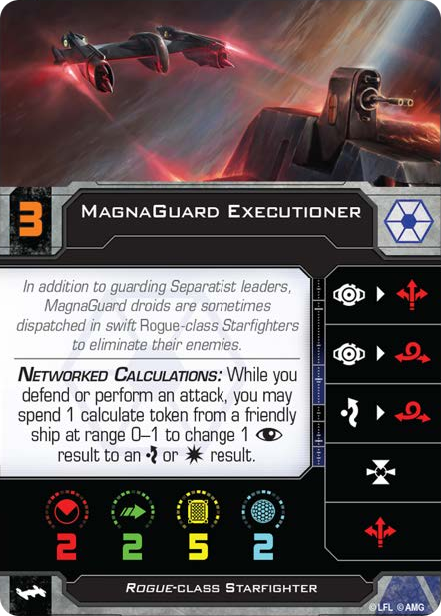 3
MagnaGuard Executioner
In addition to guarding Separatist leaders,
MagnaGuard droids are sometimes
dispatched in swift Rogue-class Starfighters
to eliminate their enemies.
Networked Calculations: While you
defend or perform an attack, you may
spend 1 calculate token from a friendly
ship at range 0–1 to change 1
result to an or result.
2 2 5 2
Rogue-class Starfighter
©LFL ©AMG